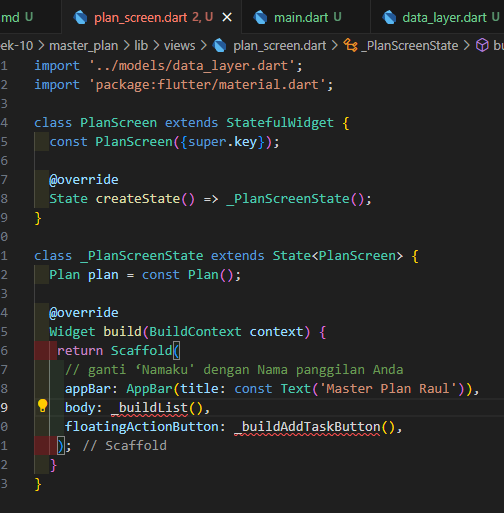 md U plan_screen.dart 2, U main.dart U data_layer.dart U
ek-10 > master_plan > lib > views > plan_screen.dart > _PlanScreenState > bu
1 import '../models/data_layer.dart';
2 import 'package:flutter/material.dart';
3
4 class PlanScreen extends StatefulWidget {
5 const PlanScreen({super.key});
6
7 @override
8 State createState() => _PlanScreenState();
9 }
0
1 class _PlanScreenState extends State<PlanScreen> {
2 Plan plan = const Plan();
3
4 @override
5 Widget build(BuildContext context) {
6 return Scaffold(
7 // ganti ‘Namaku' dengan Nama panggilan Anda
8 appBar: AppBar(title: const Text('Master Plan Raul')),
9 body: _buildList(),
0 floatingActionButton: _buildAddTaskButton(),
1 ); // Scaffold
2 }
3 }